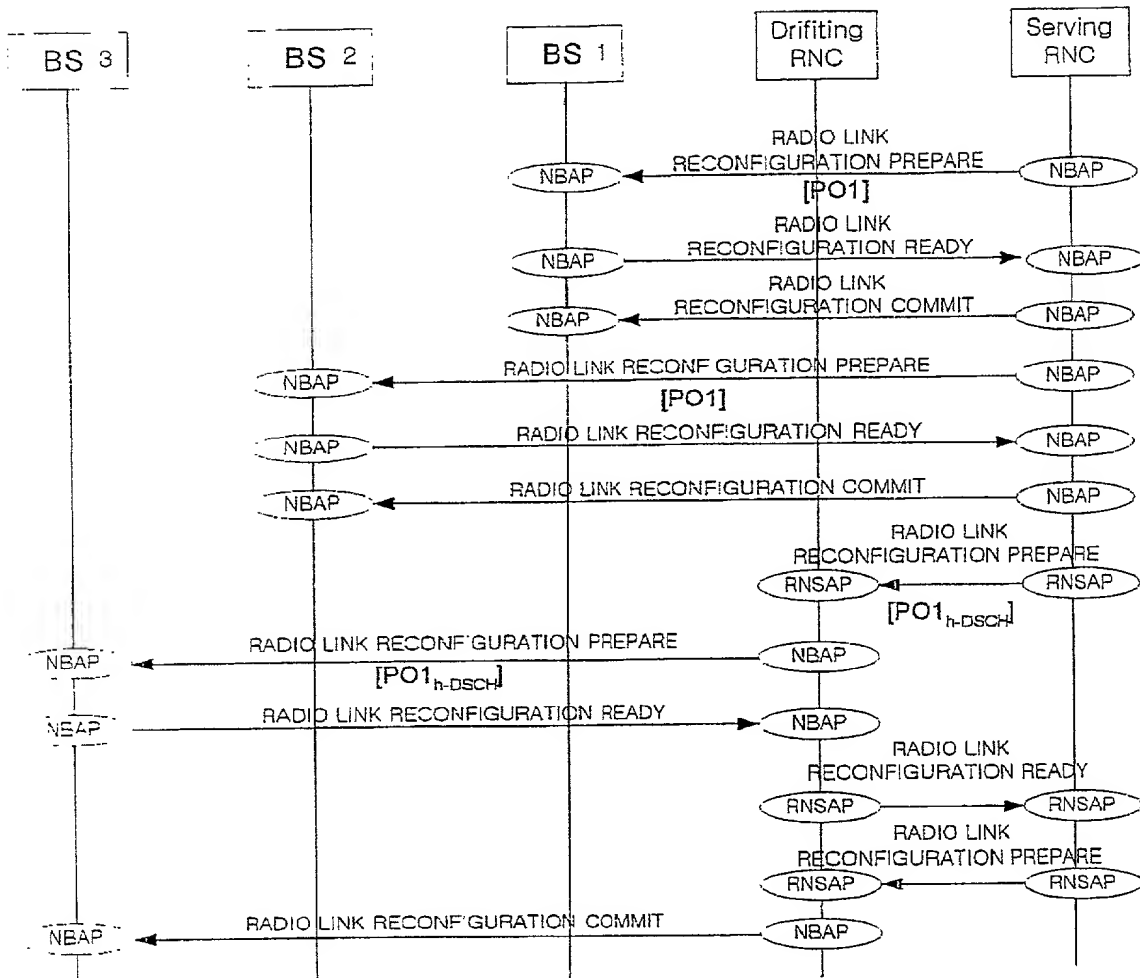 BS 3
BS 2
BS 1
Drifiting
RNC
Serving
RNC
RADIO LINK
RECONFIGURATION PREPARE
NBAP
NBAP
[PO1]
RADIO LINK
RECONFIGURATION READY
NBAP
NBAP
RADIO LINK
RECONFIGURATION COMMIT
NBAP
NBAP
RADIO LINK RECONF GURATION PREPARE
NBAP
NBAP
[PO1]
RADIO LINK RECONFIGURATION READY
NBAP
NBAP
RADIO LINK RECONFIGURATION COMMIT
NBAP
NBAP
RADIO LINK
RECONFIGURATION PREPARE
RNSAP
RNSAP
[PO1h-DSCH]
RADIO LINK RECONFIGURATION PREPARE
NBAP
NBAP
[PO1h-DSCH]
RADIO LINK RECONFIGURATION READY
NBAP
NBAP
RADIO LINK
RECONFIGURATION READY
RNSAP
RNSAP
RADIO LINK
RECONFIGURATION PREPARE
RNSAP
RNSAP
RADIO LINK RECONFIGURATION COMMIT
NBAP
NBAP